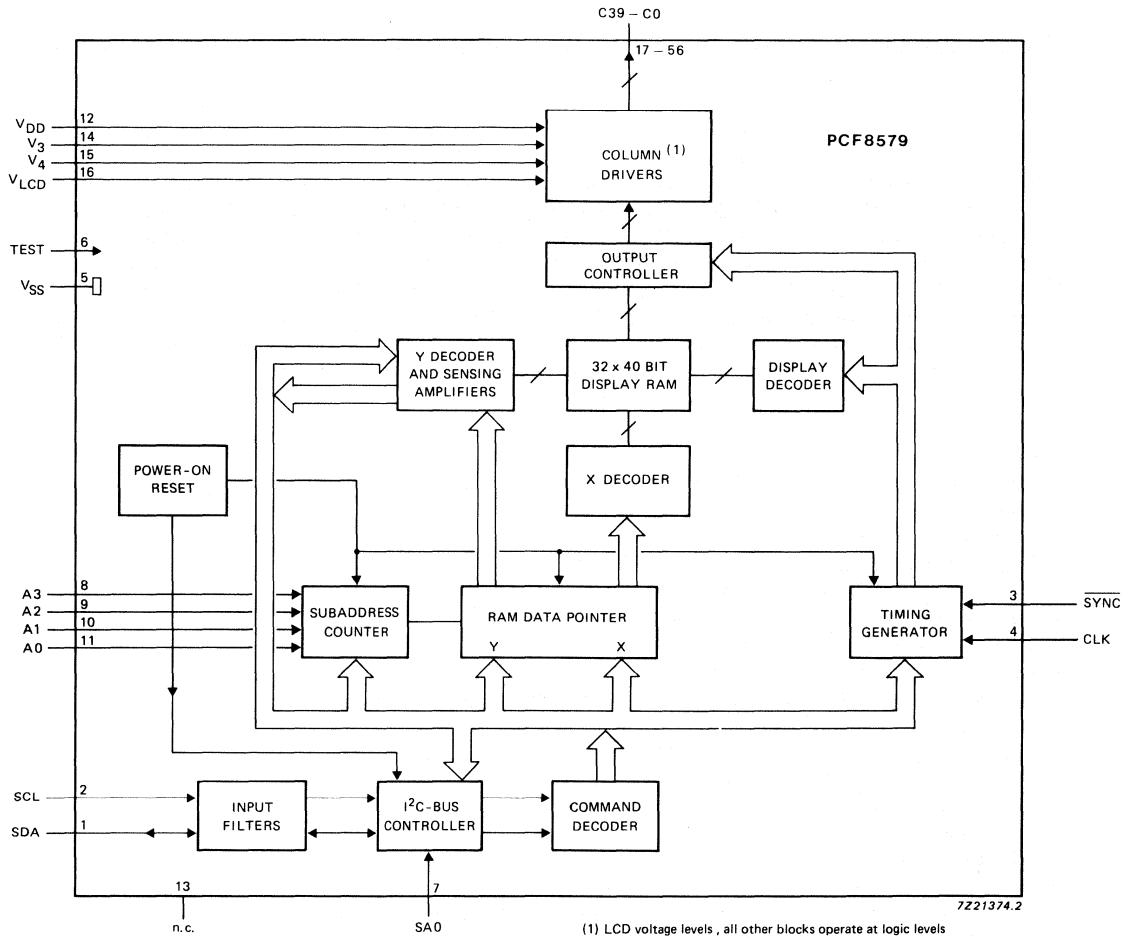 C39 – C0
17 – 56
PCF8579
VDD 12
V3 14
V4 15
VLCD 16
COLUMN (1)
DRIVERS
TEST 6
VSS 5
OUTPUT
CONTROLLER
Y DECODER
AND SENSING
AMPLIFIERS
32 x 40 BIT
DISPLAY RAM
DISPLAY
DECODER
POWER-ON
RESET
X DECODER
A3 8
A2 9
A1 10
A0 11
SUBADDRESS
COUNTER
RAM DATA POINTER
Y X
TIMING
GENERATOR
3 SYNC
4 CLK
SCL 2
SDA 1
INPUT
FILTERS
I2C-BUS
CONTROLLER
COMMAND
DECODER
13
n.c.
7
SA0
7Z21374.2
(1) LCD voltage levels , all other blocks operate at logic levels